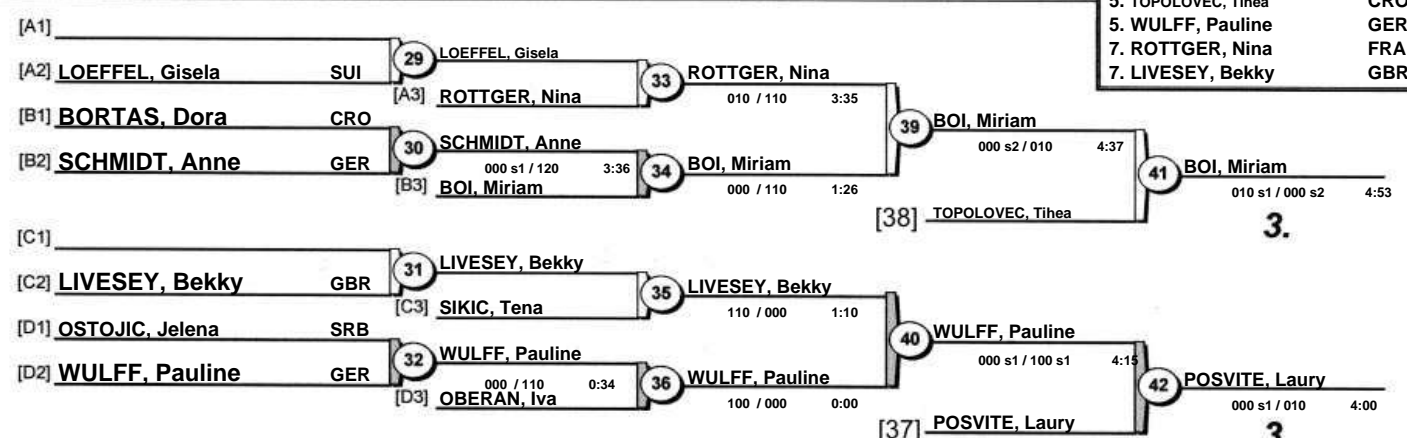 5. TOPOLOVEC, Tihea CRO
5. WULFF, Pauline GER
7. ROTTGER, Nina FRA
7. LIVESEY, Bekky GBR
[A1]
[A2] LOEFFEL, Gisela SUI
29
LOEFFEL, Gisela
[A3] ROTTGER, Nina
33
ROTTGER, Nina
010 / 110 3:35
[B1] BORTAS, Dora CRO
[B2] SCHMIDT, Anne GER
30
SCHMIDT, Anne
000 s1 / 120 3:36
[B3] BOI, Miriam
34
BOI, Miriam
000 / 110 1:26
39
BOI, Miriam
000 s2 / 010 4:37
[38] TOPOLOVEC, Tihea
41
BOI, Miriam
010 s1 / 000 s2 4:53
3.
[C1]
[C2] LIVESEY, Bekky GBR
31
LIVESEY, Bekky
[C3] SIKIC, Tena
35
LIVESEY, Bekky
110 / 000 1:10
[D1] OSTOJIC, Jelena SRB
[D2] WULFF, Pauline GER
32
WULFF, Pauline
000 / 110 0:34
[D3] OBERAN, Iva
36
WULFF, Pauline
100 / 000 0:00
40
WULFF, Pauline
000 s1 / 100 s1 4:15
[37] POSVITE, Laury
42
POSVITE, Laury
000 s1 / 010 4:00
3.